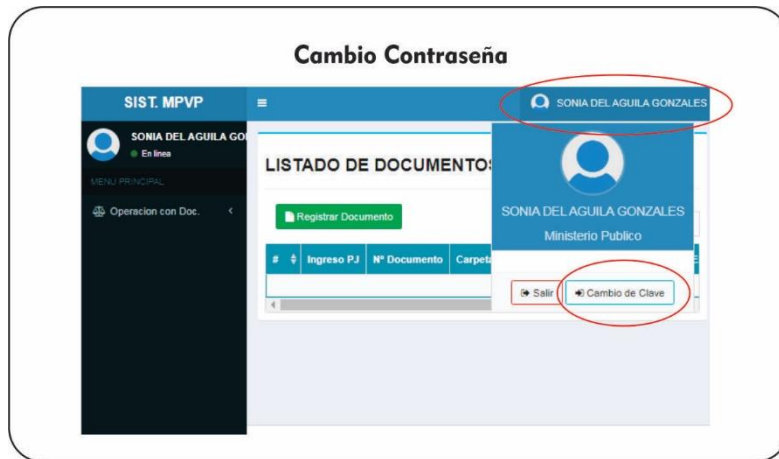 Cambio Contraseña
SIST. MPVP
SONIA DEL AGUILA GONZALES
SONIA DEL AGUILA GO
En linea
MENU PRINCIPAL
Operacion con Doc.
LISTADO DE DOCUMENTOS
Registrar Documento
# Ingreso PJ Nº Documento Carpeta
SONIA DEL AGUILA GONZALES
Ministerio Publico
Salir Cambio de Clave